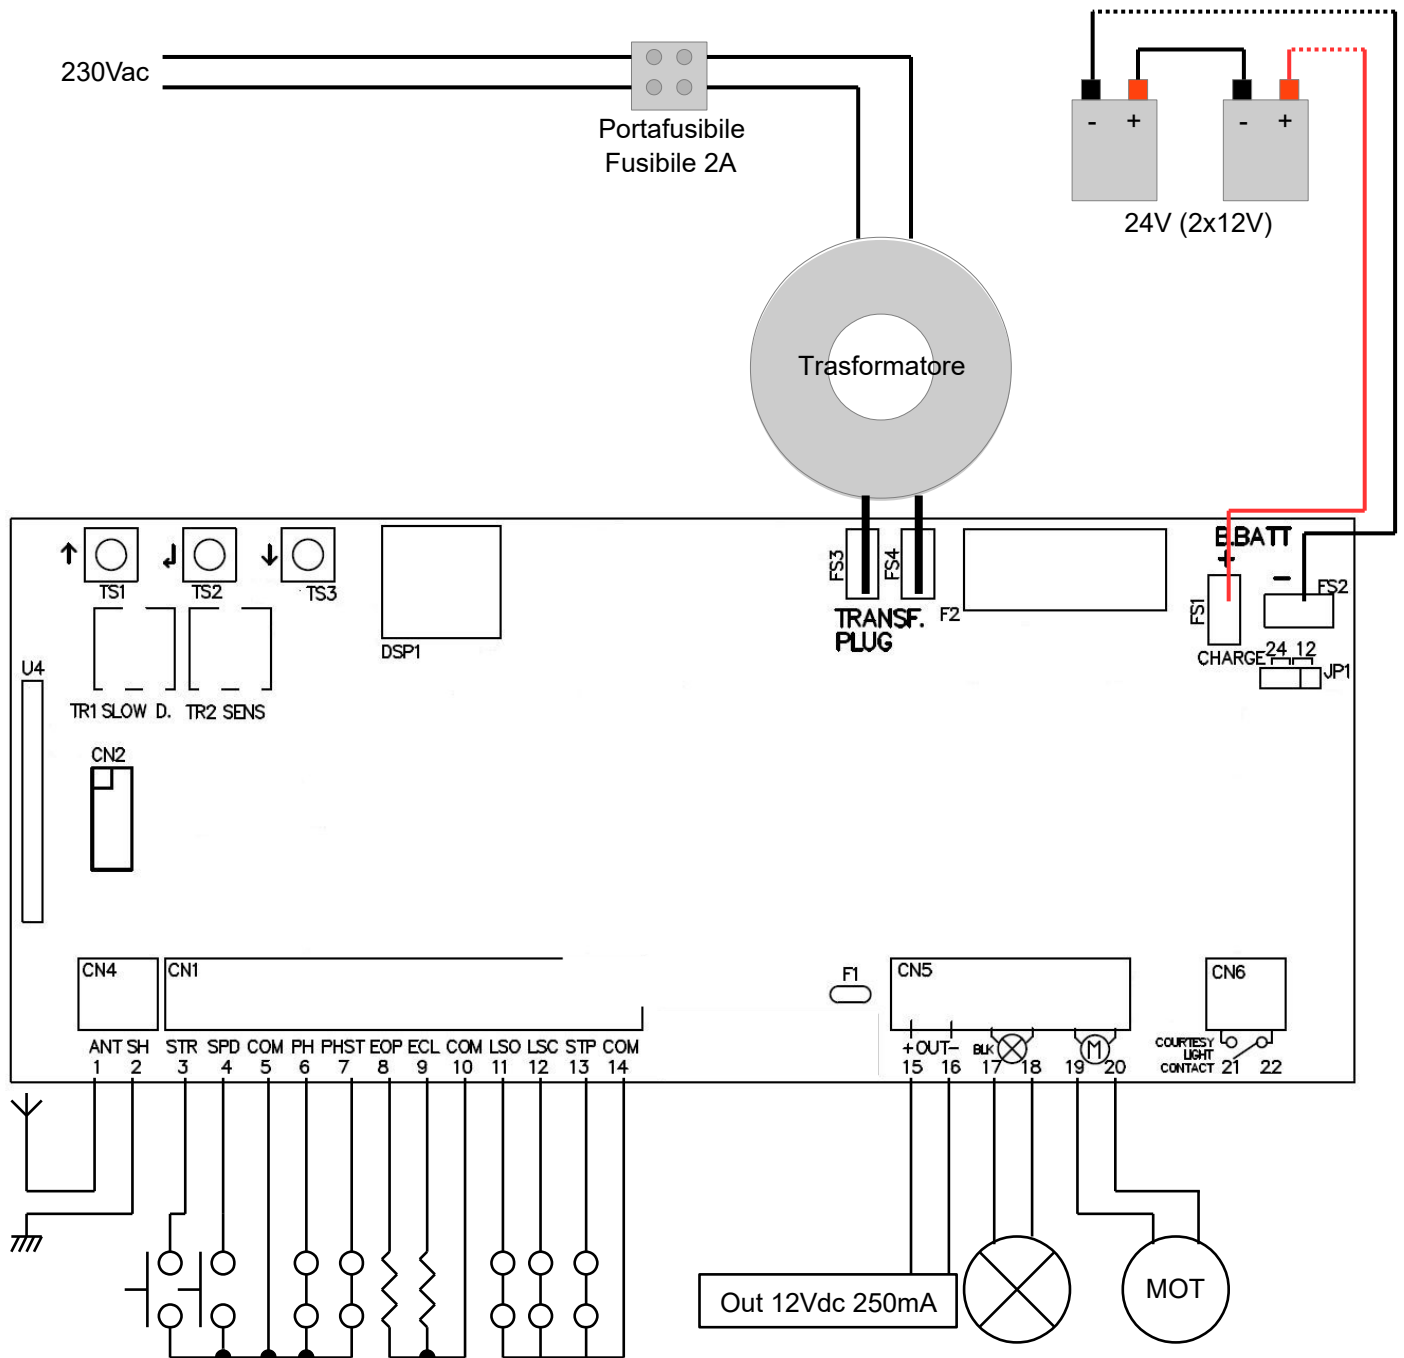 230Vac
Portafusibile
Fusibile 2A
- + - +
24V (2x12V)
Trasformatore
TS1 TS2 TS3
DSP1
FS3 FS4
TRANSF.
PLUG
F2
B.BATT
+ -
FS1 FS2
CHARGE 24 12
JP1
U4
TR1 SLOW D. TR2 SENS
CN2
CN4 CN1 F1 CN5 CN6
ANT SH STR SPD COM PH PHST EOP ECL COM LSO LSC STP COM
+OUT- BLK M
COURTESY
LIGHT
CONTACT
1 2 3 4 5 6 7 8 9 10 11 12 13 14 15 16 17 18 19 20 21 22
Out 12Vdc 250mA
MOT